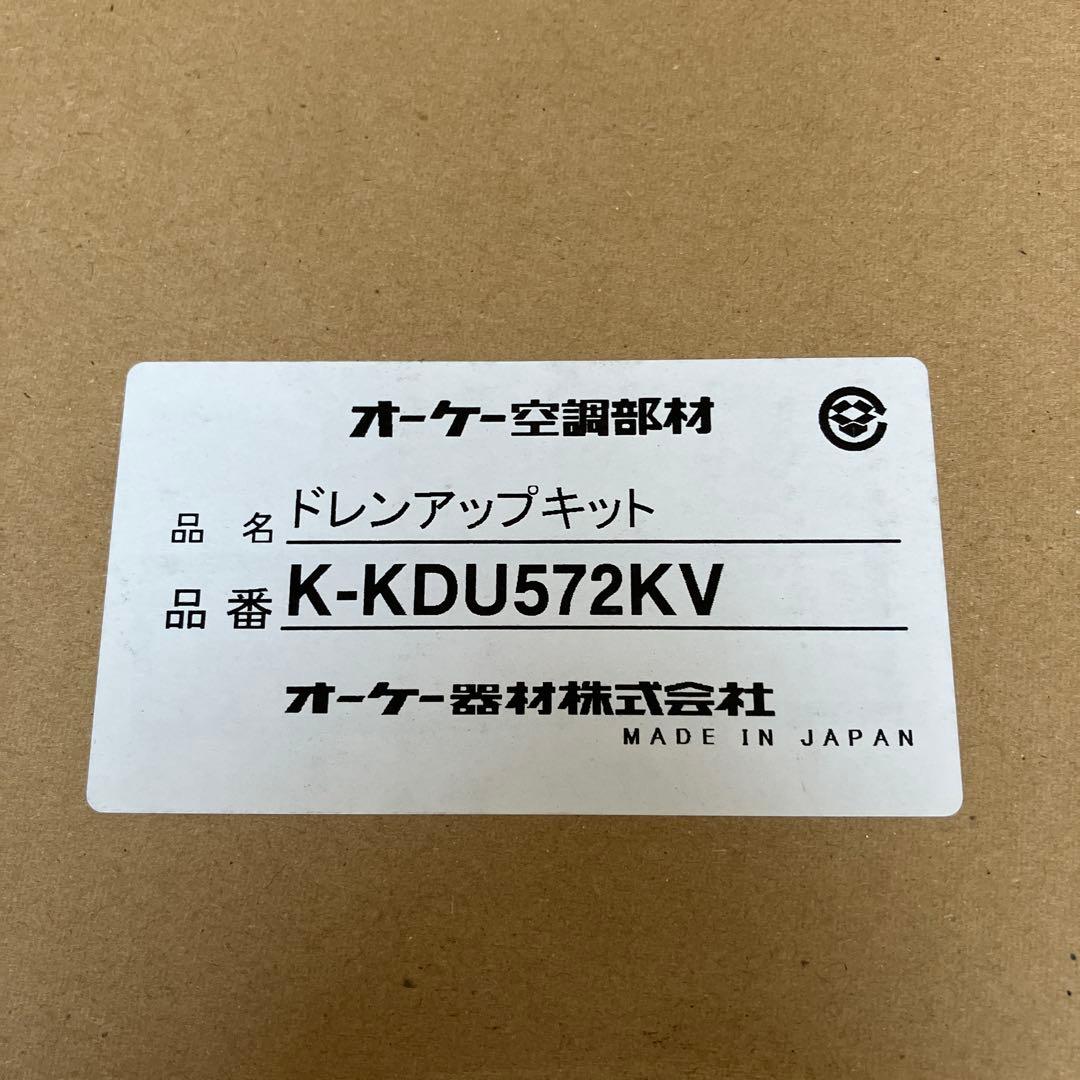 オーケー空調部材
品名 ドレンアップキット
品番 K-KDU572KV
オーケー器材株式会社
MADE IN JAPAN